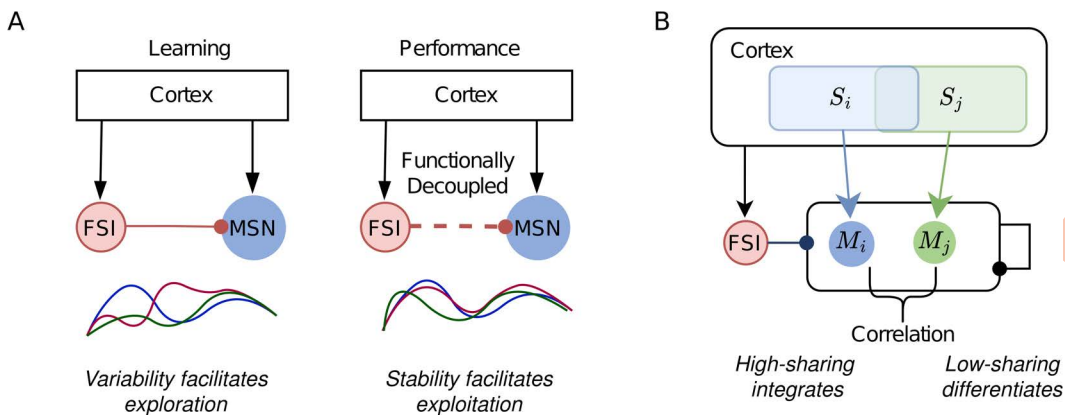 A
Learning
Cortex
FSI
MSN
Variability facilitates
exploration
Performance
Cortex
Functionally
Decoupled
FSI
MSN
Stability facilitates
exploitation
B
Cortex
S_i
S_j
FSI
M_i
M_j
Correlation
High-sharing
integrates
Low-sharing
differentiates